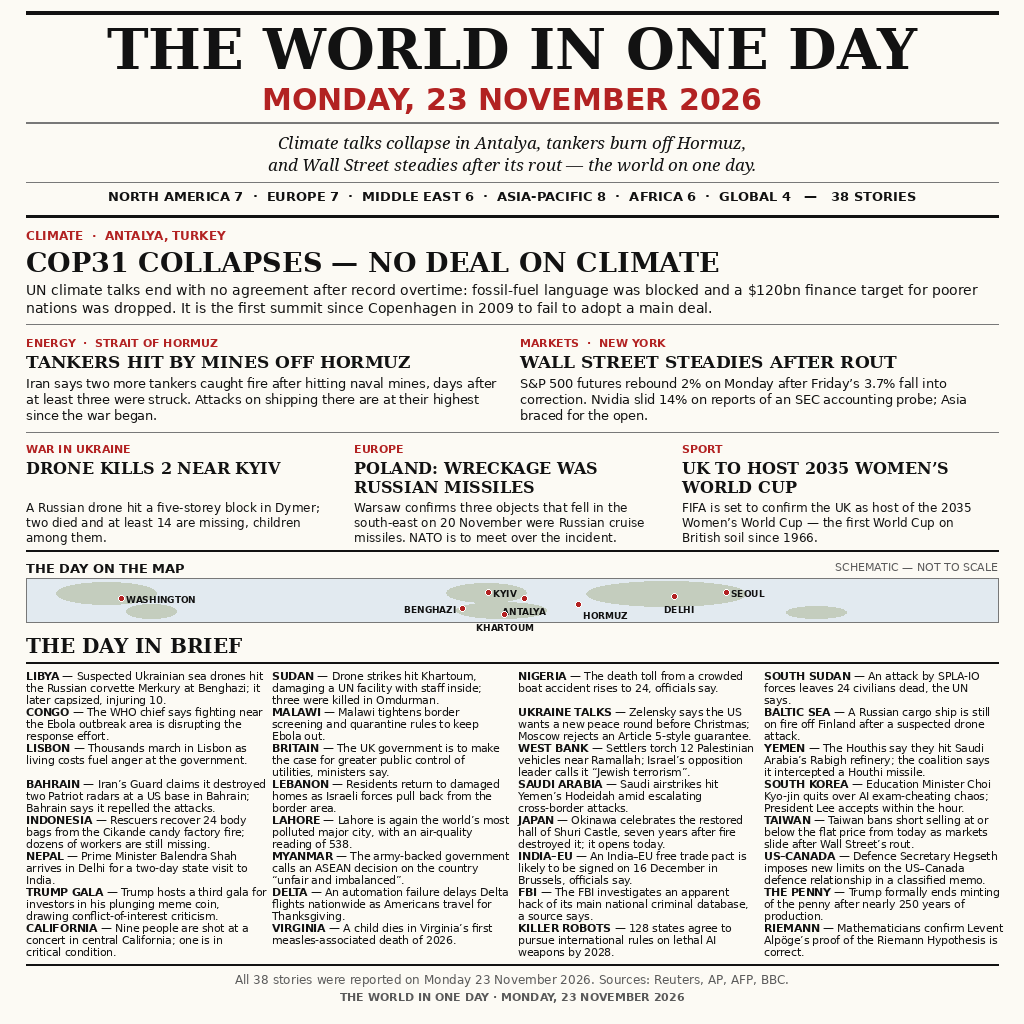 THE WORLD IN ONE DAY
MONDAY, 23 NOVEMBER 2026
Climate talks collapse in Antalya, tankers burn off Hormuz,
and Wall Street steadies after its rout — the world on one day.
NORTH AMERICA 7 · EUROPE 7 · MIDDLE EAST 6 · ASIA-PACIFIC 8 · AFRICA 6 · GLOBAL 4 — 38 STORIES
CLIMATE · ANTALYA, TURKEY
COP31 COLLAPSES — NO DEAL ON CLIMATE
UN climate talks end with no agreement after record overtime: fossil-fuel language was blocked and a $120bn finance target for poorer
nations was dropped. It is the first summit since Copenhagen in 2009 to fail to adopt a main deal.
ENERGY · STRAIT OF HORMUZ
TANKERS HIT BY MINES OFF HORMUZ
Iran says two more tankers caught fire after hitting naval mines, days after
at least three were struck. Attacks on shipping there are at their highest
since the war began.
MARKETS · NEW YORK
WALL STREET STEADIES AFTER ROUT
S&P 500 futures rebound 2% on Monday after Friday’s 3.7% fall into
correction. Nvidia slid 14% on reports of an SEC accounting probe; Asia
braced for the open.
WAR IN UKRAINE
DRONE KILLS 2 NEAR KYIV
A Russian drone hit a five-storey block in Dymer;
two died and at least 14 are missing, children
among them.
EUROPE
POLAND: WRECKAGE WAS
RUSSIAN MISSILES
Warsaw confirms three objects that fell in the
south-east on 20 November were Russian cruise
missiles. NATO is to meet over the incident.
SPORT
UK TO HOST 2035 WOMEN’S
WORLD CUP
FIFA is set to confirm the UK as host of the 2035
Women’s World Cup — the first World Cup on
British soil since 1966.
THE DAY ON THE MAP
SCHEMATIC — NOT TO SCALE
WASHINGTON
KYIV
SEOUL
BENGHAZI
ANTALYA
DELHI
HORMUZ
KHARTOUM
THE DAY IN BRIEF
LIBYA — Suspected Ukrainian sea drones hit
the Russian corvette Merkury at Benghazi; it
later capsized, injuring 10.
CONGO — The WHO chief says fighting near
the Ebola outbreak area is disrupting the
response effort.
LISBON — Thousands march in Lisbon as
living costs fuel anger at the government.
BAHRAIN — Iran’s Guard claims it destroyed
two Patriot radars at a US base in Bahrain;
Bahrain says it repelled the attacks.
INDONESIA — Rescuers recover 24 body
bags from the Cikande candy factory fire;
dozens of workers are still missing.
NEPAL — Prime Minister Balendra Shah
arrives in Delhi for a two-day state visit to
India.
TRUMP GALA — Trump hosts a third gala for
investors in his plunging meme coin,
drawing conflict-of-interest criticism.
CALIFORNIA — Nine people are shot at a
concert in central California; one is in
critical condition.
SUDAN — Drone strikes hit Khartoum,
damaging a UN facility with staff inside;
three were killed in Omdurman.
MALAWI — Malawi tightens border
screening and quarantine rules to keep
Ebola out.
BRITAIN — The UK government is to make
the case for greater public control of
utilities, ministers say.
LEBANON — Residents return to damaged
homes as Israeli forces pull back from the
border area.
LAHORE — Lahore is again the world’s most
polluted major city, with an air-quality
reading of 538.
MYANMAR — The army-backed government
calls an ASEAN decision on the country
“unfair and imbalanced”.
DELTA — An automation failure delays Delta
flights nationwide as Americans travel for
Thanksgiving.
VIRGINIA — A child dies in Virginia’s first
measles-associated death of 2026.
NIGERIA — The death toll from a crowded
boat accident rises to 24, officials say.
UKRAINE TALKS — Zelensky says the US
wants a new peace round before Christmas;
Moscow rejects an Article 5-style guarantee.
WEST BANK — Settlers torch 12 Palestinian
vehicles near Ramallah; Israel’s opposition
leader calls it “Jewish terrorism”.
SAUDI ARABIA — Saudi airstrikes hit
Yemen’s Hodeidah amid escalating
cross-border attacks.
JAPAN — Okinawa celebrates the restored
hall of Shuri Castle, seven years after fire
destroyed it; it opens today.
INDIA–EU — An India–EU free trade pact is
likely to be signed on 16 December in
Brussels, officials say.
FBI — The FBI investigates an apparent
hack of its main national criminal database,
a source says.
KILLER ROBOTS — 128 states agree to
pursue international rules on lethal AI
weapons by 2028.
SOUTH SUDAN — An attack by SPLA-IO
forces leaves 24 civilians dead, the UN
says.
BALTIC SEA — A Russian cargo ship is still
on fire off Finland after a suspected drone
attack.
YEMEN — The Houthis say they hit Saudi
Arabia’s Rabigh refinery; the coalition says
it intercepted a Houthi missile.
SOUTH KOREA — Education Minister Choi
Kyo-jin quits over AI exam-cheating chaos;
President Lee accepts within the hour.
TAIWAN — Taiwan bans short selling at or
below the flat price from today as markets
slide after Wall Street’s rout.
US–CANADA — Defence Secretary Hegseth
imposes new limits on the US–Canada
defence relationship in a classified memo.
THE PENNY — Trump formally ends minting
of the penny after nearly 250 years of
production.
RIEMANN — Mathematicians confirm Levent
Alpöge’s proof of the Riemann Hypothesis is
correct.
All 38 stories were reported on Monday 23 November 2026. Sources: Reuters, AP, AFP, BBC.
THE WORLD IN ONE DAY · MONDAY, 23 NOVEMBER 2026